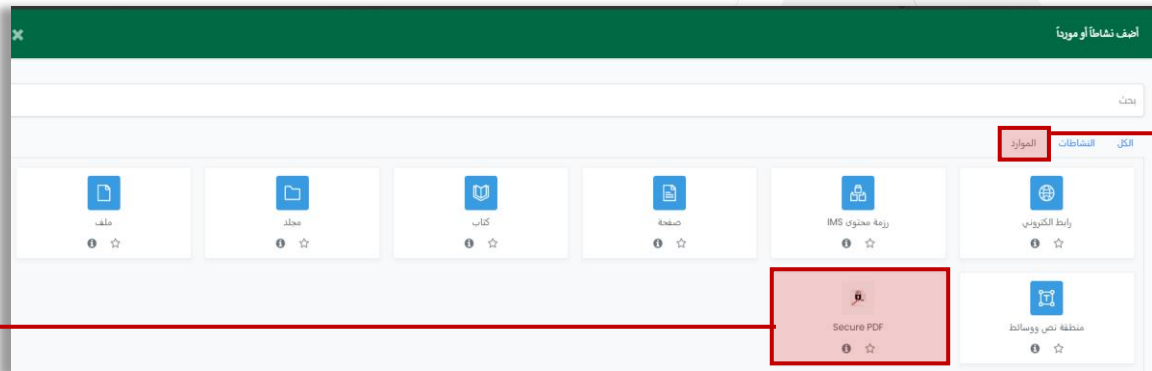 أضف نشاطاً أو مورداً
بحث
الكل النشاطات الموارد
رابط الكتروني
رزمة محتوى IMS
صفحة
كتاب
مجلد
ملف
منطقة نص ووسائط
Secure PDF